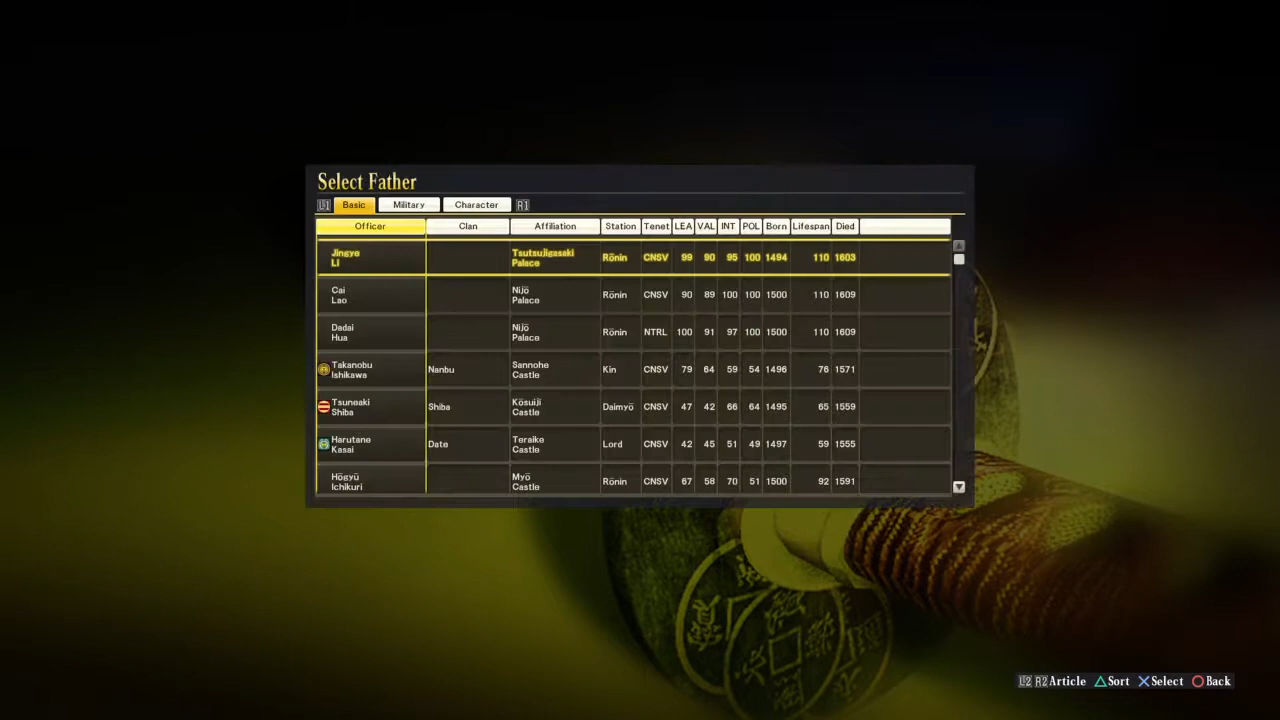 Select Father
L1 Basic Military Character R1
Officer Clan Affiliation Station Tenet LEA VAL INT POL Born Lifespan Died
Jingye Li Tsutsujigasaki Palace Rōnin CNSV 99 90 95 100 1494 110 1603
Cai Lao Nijō Palace Rōnin CNSV 90 89 100 100 1500 110 1609
Dadai Hua Nijō Palace Rōnin NTRL 100 91 97 100 1500 110 1609
Takanobu Ishikawa Nanbu Sannohe Castle Kin CNSV 79 64 59 54 1496 76 1571
Tsuneaki Shiba Shiba Kōsuiji Castle Daimyō CNSV 47 42 66 64 1495 65 1559
Harutane Kasai Date Teraike Castle Lord CNSV 42 45 51 49 1497 59 1555
Hōgyū Ichikuri Myō Castle Rōnin CNSV 67 58 70 51 1500 92 1591
L2 R2 Article Sort Select Back